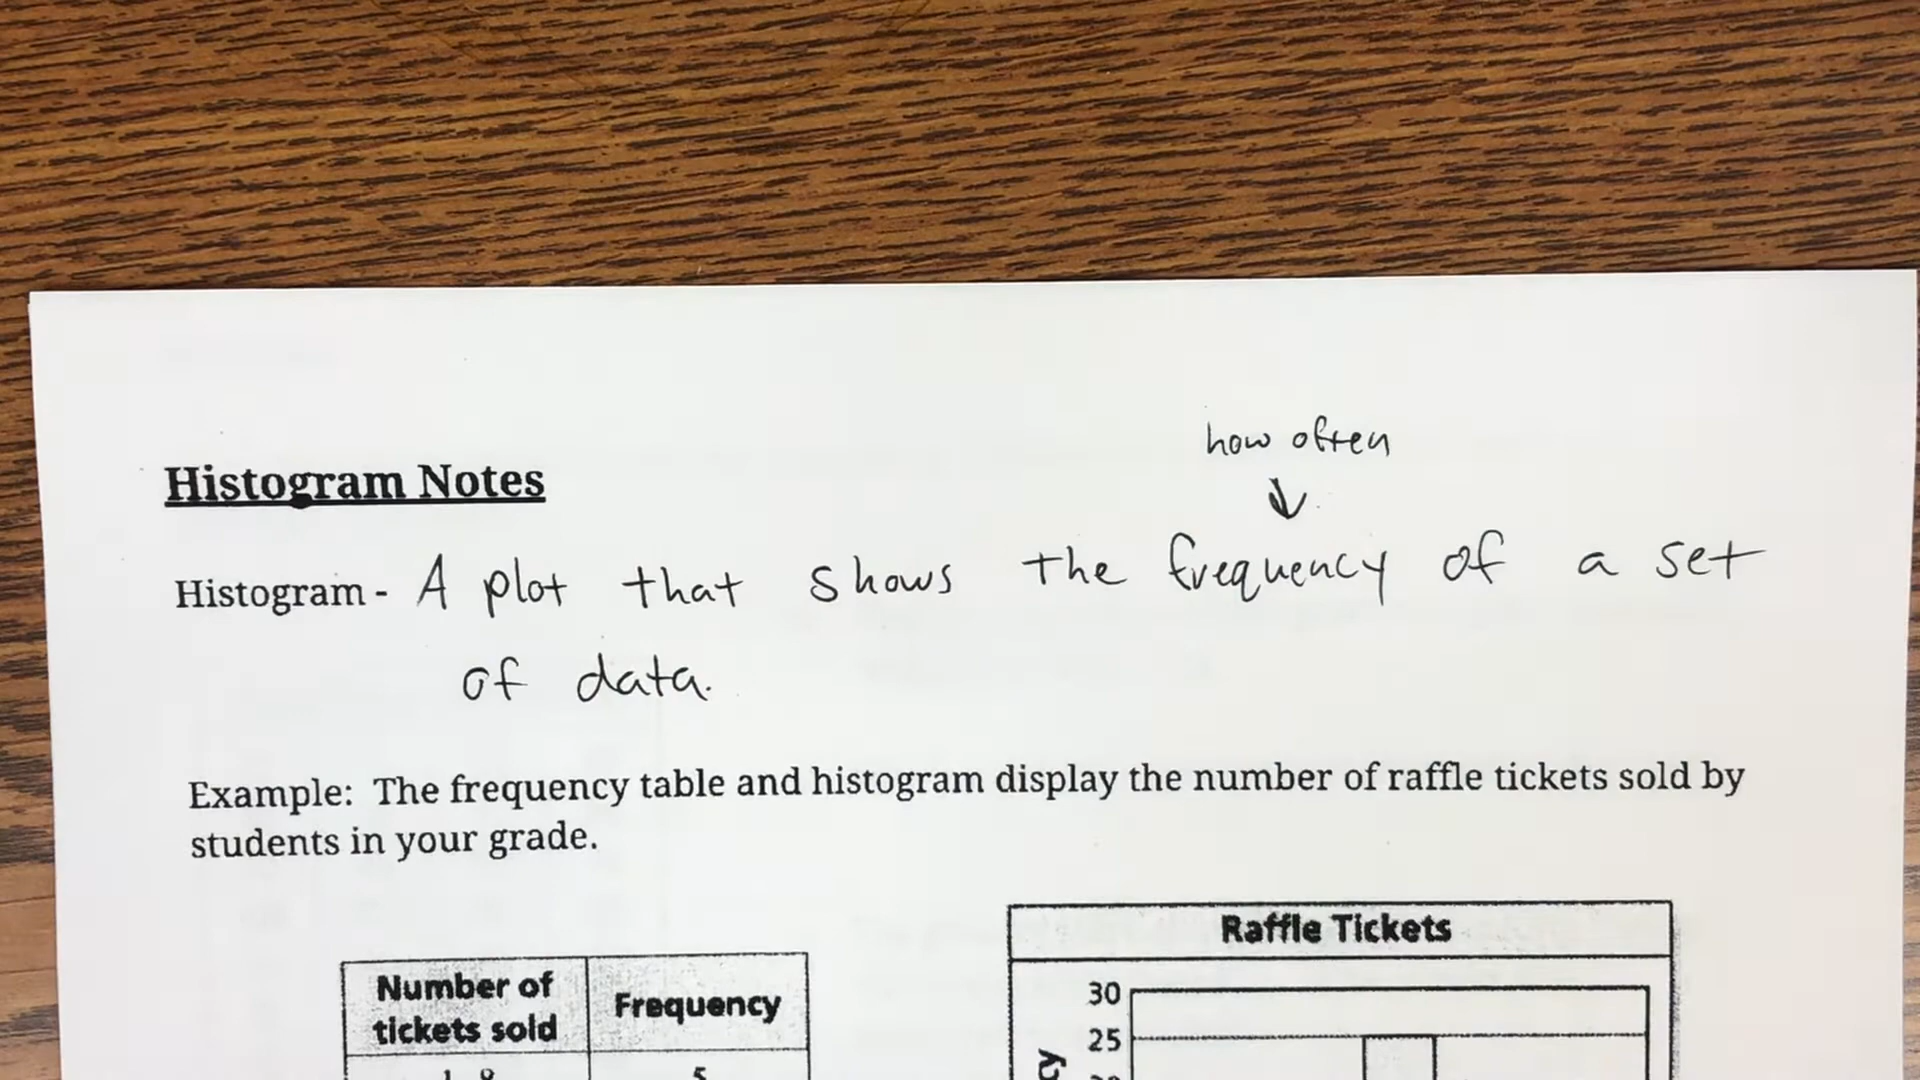 how often
Histogram Notes
Histogram - A plot that shows the frequency of a set
of data.
Example: The frequency table and histogram display the number of raffle tickets sold by
students in your grade.
Raffle Tickets
Number of
tickets sold
Frequency
30
25